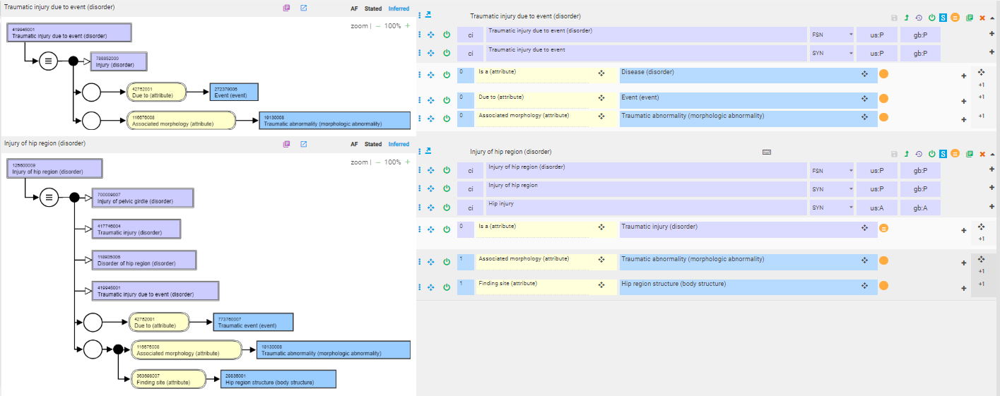 Traumatic injury due to event (disorder)
AF Stated Inferred
zoom | − 100% +
419945001
Traumatic injury due to event (disorder)
788852000
Injury (disorder)
42752001
Due to (attribute)
272379006
Event (event)
116676008
Associated morphology (attribute)
19130008
Traumatic abnormality (morphologic abnormality)
Traumatic injury due to event (disorder)
S
ci Traumatic injury due to event (disorder) FSN us:P gb:P +
ci Traumatic injury due to event SYN us:P gb:P +
0 Is a (attribute) Disease (disorder) +
+1
0 Due to (attribute) Event (event) +
+1
0 Associated morphology (attribute) Traumatic abnormality (morphologic abnormality) +
+1
Injury of hip region (disorder)
AF Stated Inferred
zoom | − 100% +
125600009
Injury of hip region (disorder)
700009007
Injury of pelvic girdle (disorder)
417746004
Traumatic injury (disorder)
118935006
Disorder of hip region (disorder)
419945001
Traumatic injury due to event (disorder)
42752001
Due to (attribute)
773760007
Traumatic event (event)
116676008
Associated morphology (attribute)
19130008
Traumatic abnormality (morphologic abnormality)
363698007
Finding site (attribute)
29836001
Hip region structure (body structure)
Injury of hip region (disorder)
S
ci Injury of hip region (disorder) FSN us:P gb:P +
ci Injury of hip region SYN us:P gb:P +
ci Hip injury SYN us:A gb:A +
0 Is a (attribute) Traumatic injury (disorder) +
+1
1 Associated morphology (attribute) Traumatic abnormality (morphologic abnormality) +
+1
1 Finding site (attribute) Hip region structure (body structure) +
+1